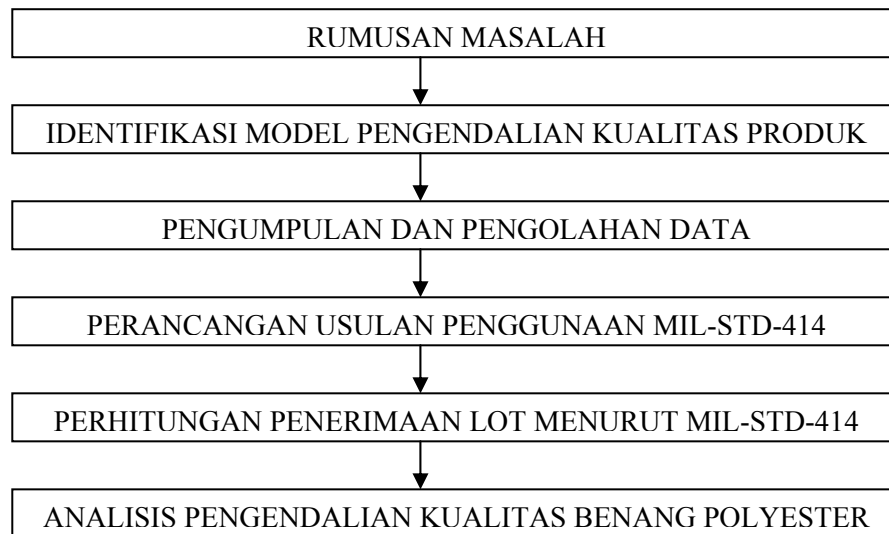 RUMUSAN MASALAH
IDENTIFIKASI MODEL PENGENDALIAN KUALITAS PRODUK
PENGUMPULAN DAN PENGOLAHAN DATA
PERANCANGAN USULAN PENGGUNAAN MIL-STD-414
PERHITUNGAN PENERIMAAN LOT MENURUT MIL-STD-414
ANALISIS PENGENDALIAN KUALITAS BENANG POLYESTER